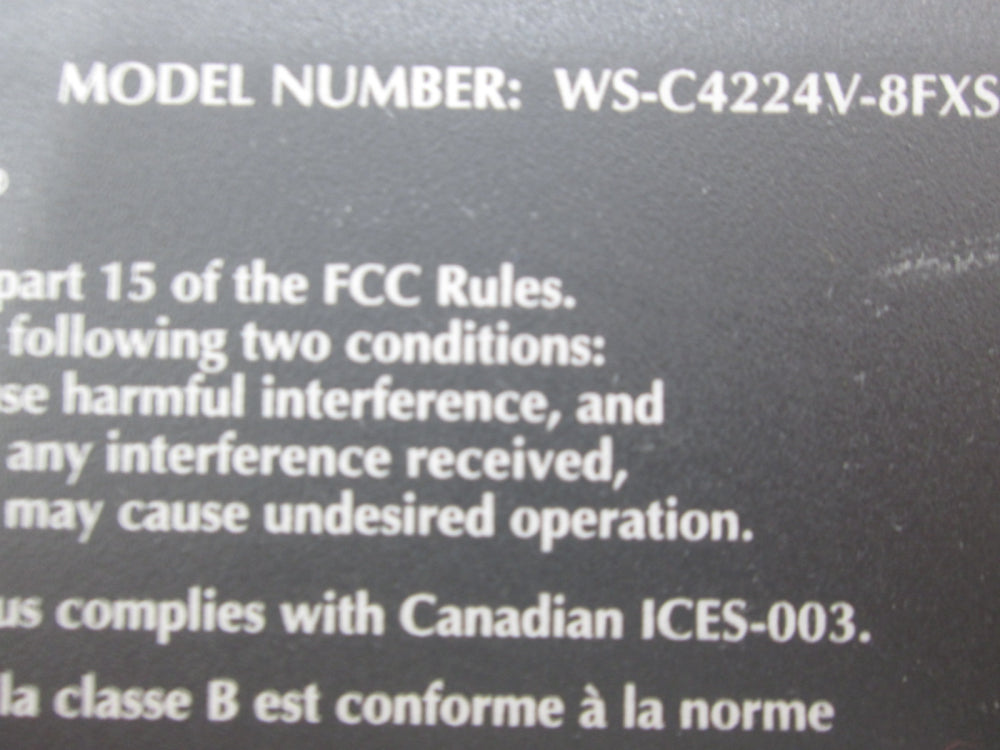 MODEL NUMBER: WS-C4224V-8FXS
part 15 of the FCC Rules.
following two conditions:
se harmful interference, and
any interference received,
may cause undesired operation.
us complies with Canadian ICES-003.
la classe B est conforme à la norme